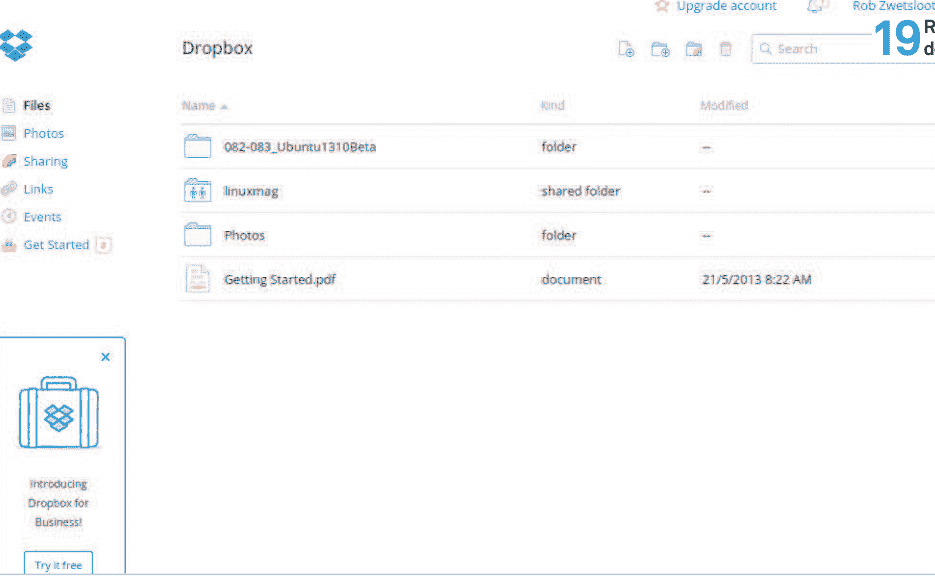 Upgrade account
Rob Zwetsloot
Dropbox
Search
19 R
d
Files
Photos
Sharing
Links
Events
Get Started
Name
Kind
Modified
082-083_Ubuntu1310Beta
folder
--
linuxmag
shared folder
--
Photos
folder
--
Getting Started.pdf
document
21/5/2013 8:22 AM
Introducing
Dropbox for
Business!
Try it free